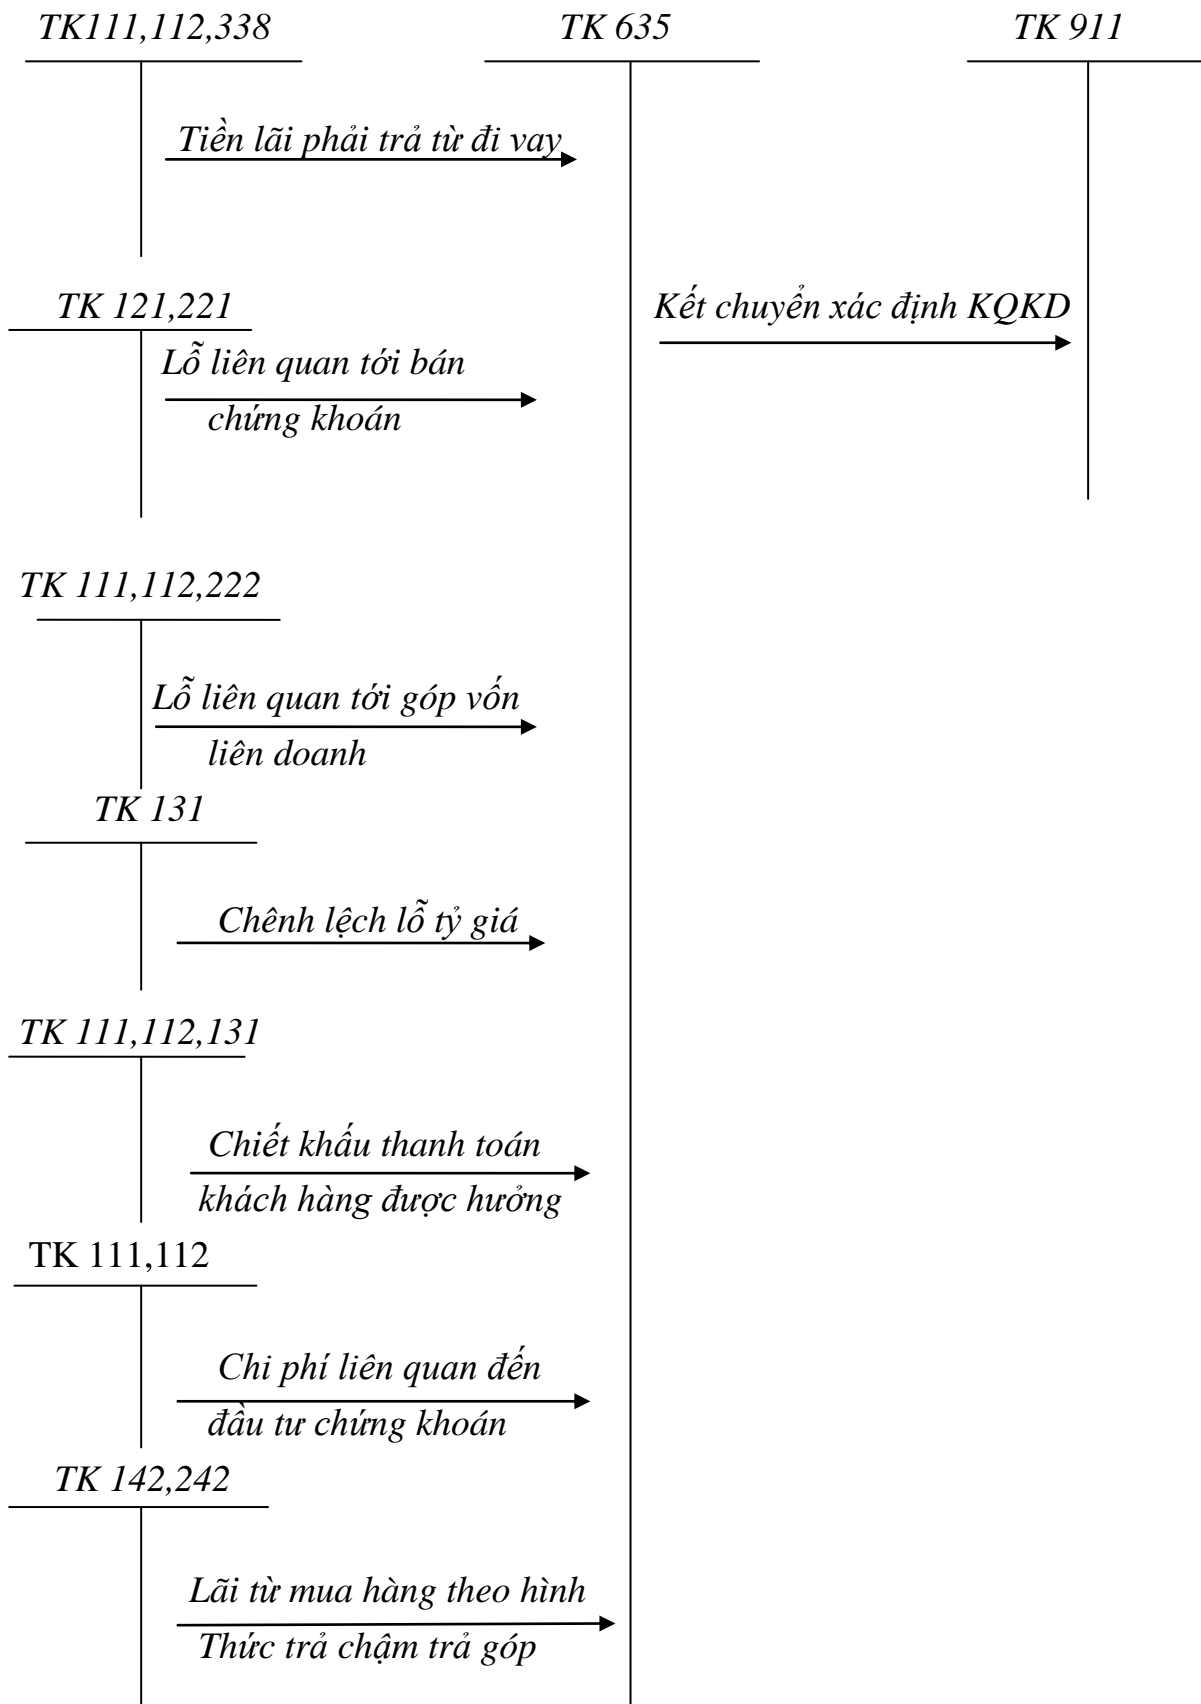 TK111,112,338
TK 635
TK 911
Tiền lãi phải trả từ đi vay
TK 121,221
Kết chuyển xác định KQKD
Lỗ liên quan tới bán
chứng khoán
TK 111,112,222
Lỗ liên quan tới góp vốn
liên doanh
TK 131
Chênh lệch lỗ tỷ giá
TK 111,112,131
Chiết khấu thanh toán
khách hàng được hưởng
TK 111,112
Chi phí liên quan đến
đầu tư chứng khoán
TK 142,242
Lãi từ mua hàng theo hình
Thức trả chậm trả góp